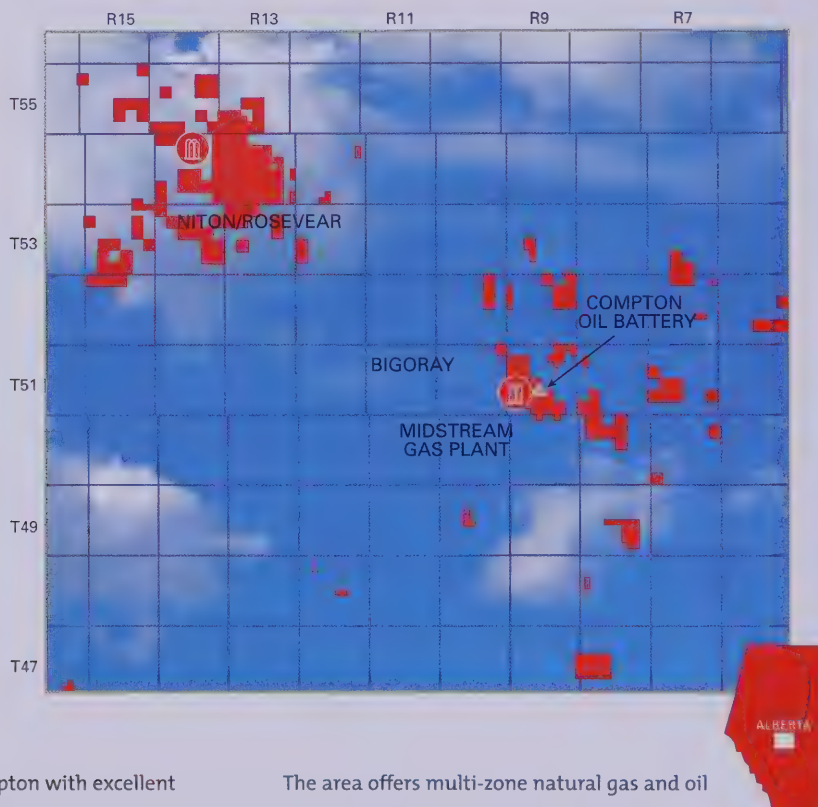 R15
R13
R11
R9
R7
T55
NITON/ROSEVEAR
T53
COMPTON
OIL BATTERY
BIGORAY
T51
MIDSTREAM
GAS PLANT
T49
T47
ALBERTA
pton with excellent
The area offers multi-zone natural gas and oil